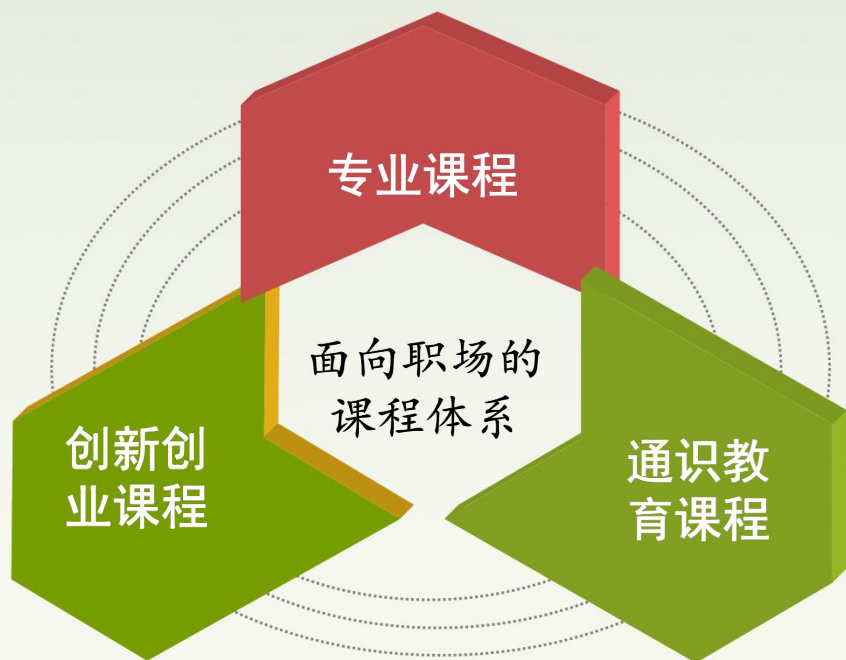 专业课程
面向职场的
课程体系
创新创
业课程
通识教
育课程